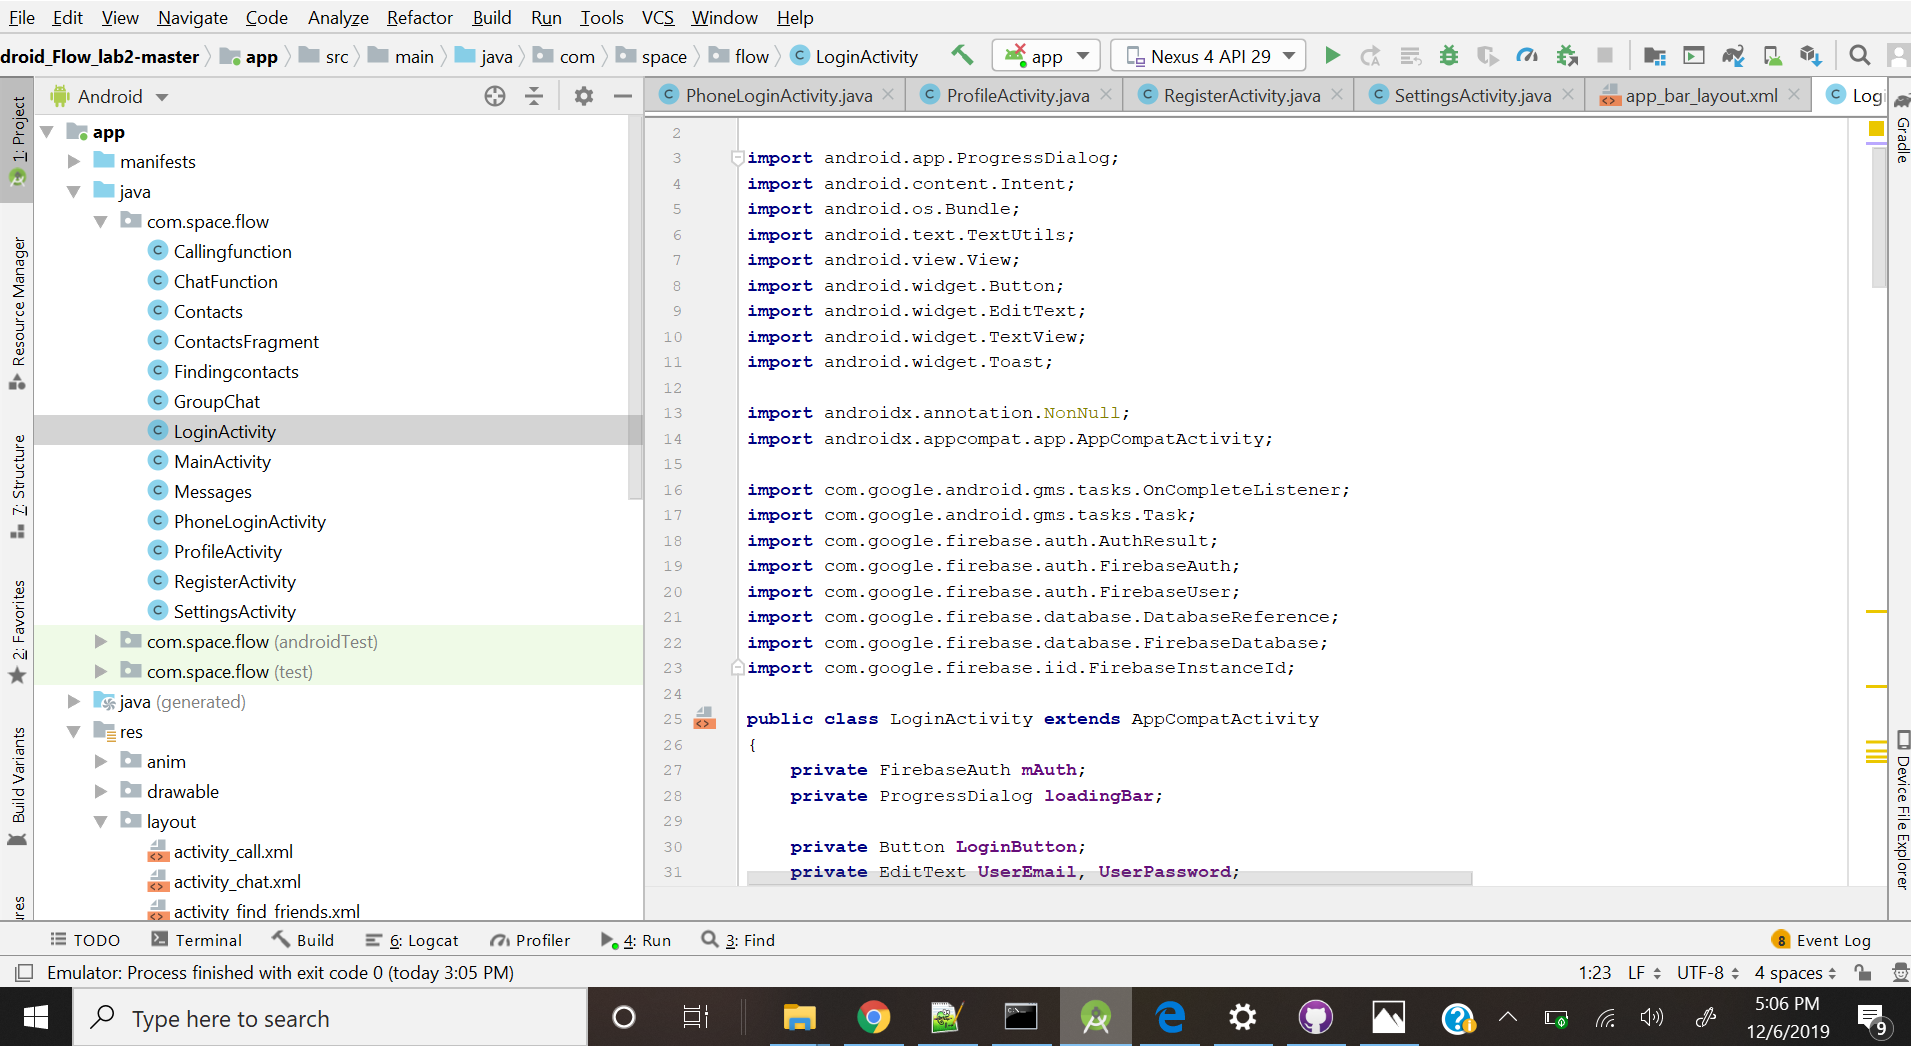 File Edit View Navigate Code Analyze Refactor Build Run Tools VCS Window Help
droid_Flow_lab2-master app src main java com space flow LoginActivity app Nexus 4 API 29
Android
PhoneLoginActivity.java ProfileActivity.java RegisterActivity.java SettingsActivity.java app_bar_layout.xml Logi
1: Project
Resource Manager
7: Structure
2: Favorites
Build Variants
ures
app
manifests
java
com.space.flow
Callingfunction
ChatFunction
Contacts
ContactsFragment
Findingcontacts
GroupChat
LoginActivity
MainActivity
Messages
PhoneLoginActivity
ProfileActivity
RegisterActivity
SettingsActivity
com.space.flow (androidTest)
com.space.flow (test)
java (generated)
res
anim
drawable
layout
activity_call.xml
activity_chat.xml
activity_find_friends.xml
2
3 import android.app.ProgressDialog;
4 import android.content.Intent;
5 import android.os.Bundle;
6 import android.text.TextUtils;
7 import android.view.View;
8 import android.widget.Button;
9 import android.widget.EditText;
10 import android.widget.TextView;
11 import android.widget.Toast;
12
13 import androidx.annotation.NonNull;
14 import androidx.appcompat.app.AppCompatActivity;
15
16 import com.google.android.gms.tasks.OnCompleteListener;
17 import com.google.android.gms.tasks.Task;
18 import com.google.firebase.auth.AuthResult;
19 import com.google.firebase.auth.FirebaseAuth;
20 import com.google.firebase.auth.FirebaseUser;
21 import com.google.firebase.database.DatabaseReference;
22 import com.google.firebase.database.FirebaseDatabase;
23 import com.google.firebase.iid.FirebaseInstanceId;
24
25 public class LoginActivity extends AppCompatActivity
26 {
27 private FirebaseAuth mAuth;
28 private ProgressDialog loadingBar;
29
30 private Button LoginButton;
31 private EditText UserEmail, UserPassword;
Gradle
Device File Explorer
TODO Terminal Build 6: Logcat Profiler 4: Run 3: Find 8 Event Log
Emulator: Process finished with exit code 0 (today 3:05 PM) 1:23 LF UTF-8 4 spaces
Type here to search
5:06 PM
12/6/2019
9